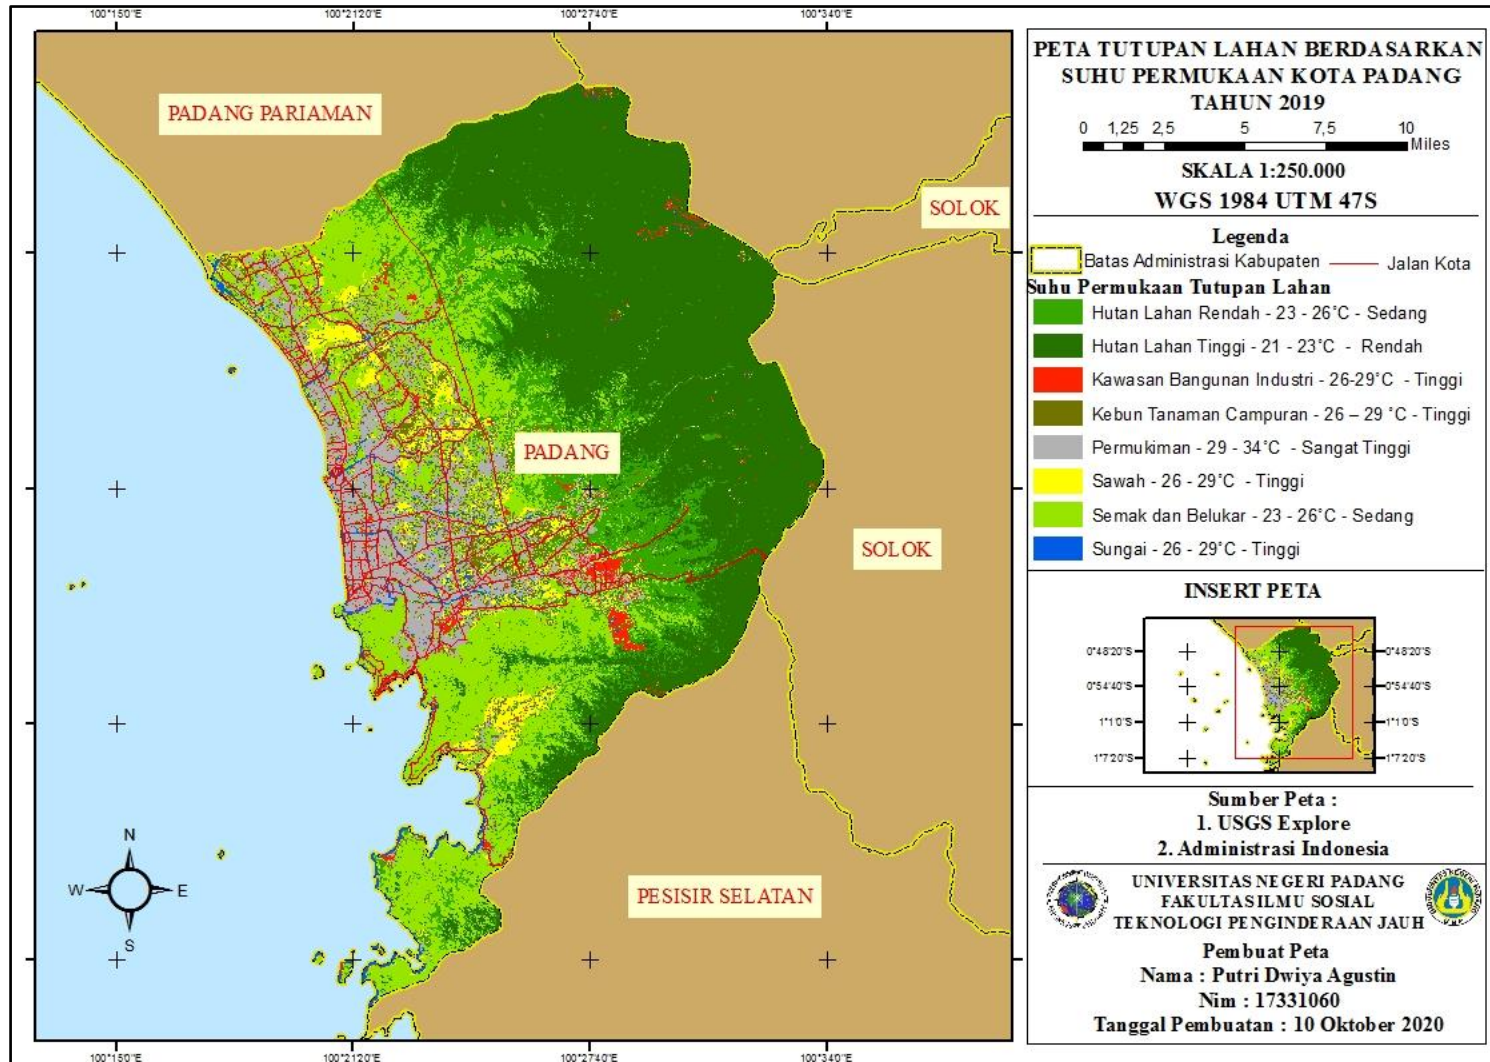 100°15'0"E
100°21'20"E
100°27'40"E
100°34'0"E
PADANG PARIAMAN
SOLOK
PADANG
SOLOK
PESISIR SELATAN
N
W
E
S
100°15'0"E
100°21'20"E
100°27'40"E
100°34'0"E
PETA TUTUPAN LAHAN BERDASARKAN
SUHU PERMUKAAN KOTA PADANG
TAHUN 2019
0 1,25 2,5 5 7,5 10
Miles
SKALA 1:250.000
WGS 1984 UTM 47S
Legenda
Batas Administrasi Kabupaten
Jalan Kota
Suhu Permukaan Tutupan Lahan
Hutan Lahan Rendah - 23 - 26°C - Sedang
Hutan Lahan Tinggi - 21 - 23°C - Rendah
Kawasan Bangunan Industri - 26-29°C - Tinggi
Kebun Tanaman Campuran - 26 – 29 °C - Tinggi
Permukiman - 29 - 34°C - Sangat Tinggi
Sawah - 26 - 29°C - Tinggi
Semak dan Belukar - 23 - 26°C - Sedang
Sungai - 26 - 29°C - Tinggi
INSERT PETA
0°48'20"S
0°48'20"S
0°54'40"S
0°54'40"S
1°1'0"S
1°1'0"S
1°7'20"S
1°7'20"S
Sumber Peta :
1. USGS Explore
2. Administrasi Indonesia
UNIVERSITAS NEGERI PADANG
FAKULTAS ILMU SOSIAL
TEKNOLOGI PENGINDERAAN JAUH
Pembuat Peta
Nama : Putri Dwiya Agustin
Nim : 17331060
Tanggal Pembuatan : 10 Oktober 2020